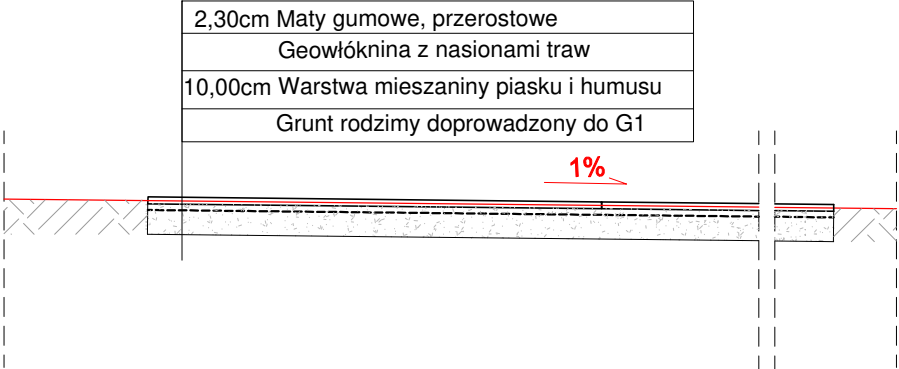 2,30cm Maty gumowe, przerostowe
Geowłóknina z nasionami traw
10,00cm Warstwa mieszaniny piasku i humusu
Grunt rodzimy doprowadzony do G1
1%